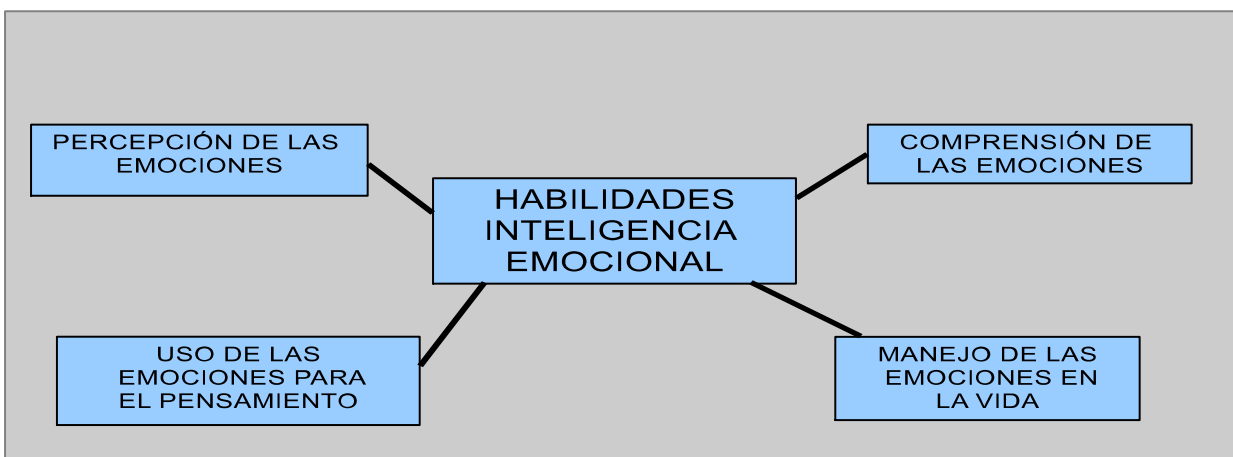 PERCEPCIÓN DE LAS
EMOCIONES
COMPRENSIÓN DE
LAS EMOCIONES
HABILIDADES
INTELIGENCIA
EMOCIONAL
USO DE LAS
EMOCIONES PARA
EL PENSAMIENTO
MANEJO DE LAS
EMOCIONES EN
LA VIDA